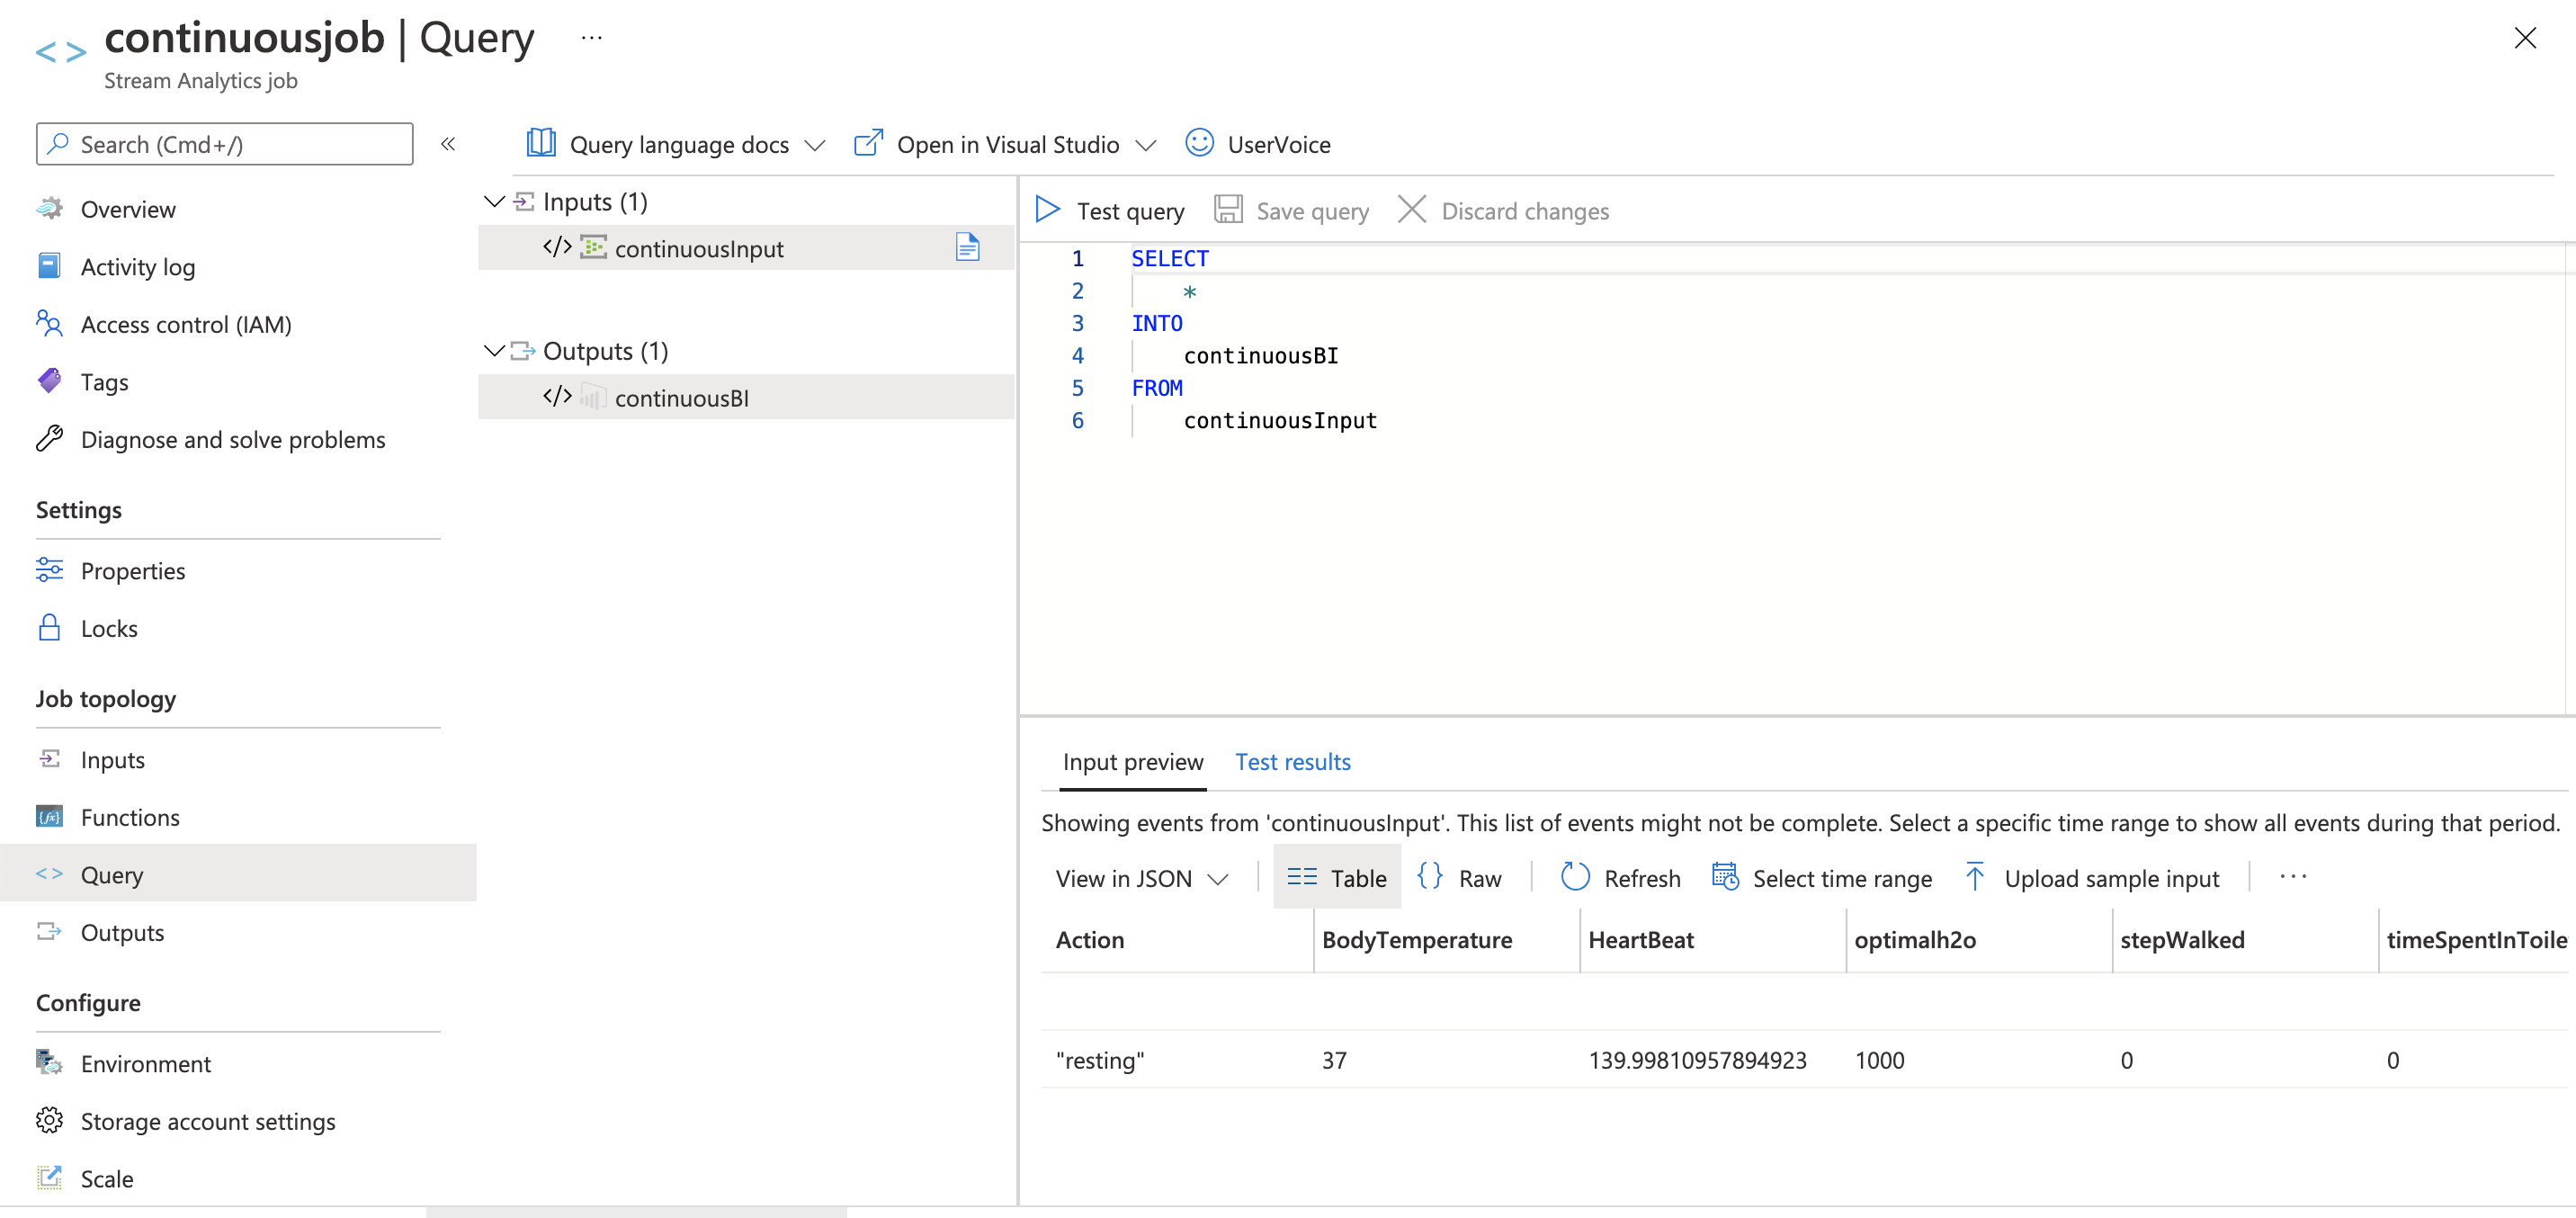 continuousjob | Query ...
Stream Analytics job
Search (Cmd+/)
«
Overview
Activity log
Access control (IAM)
Tags
Diagnose and solve problems
Settings
Properties
Locks
Job topology
Inputs
Functions
Query
Outputs
Configure
Environment
Storage account settings
Scale
Query language docs
Open in Visual Studio
UserVoice
Inputs (1)
</> continuousInput
Outputs (1)
</> continuousBI
Test query
Save query
Discard changes
1 SELECT
2 *
3 INTO
4 continuousBI
5 FROM
6 continuousInput
Input preview
Test results
Showing events from 'continuousInput'. This list of events might not be complete. Select a specific time range to show all events during that period.
View in JSON
Table
{} Raw
Refresh
Select time range
Upload sample input
...
Action BodyTemperature HeartBeat optimalh2o stepWalked timeSpentInToile
"resting" 37 139.99810957894923 1000 0 0